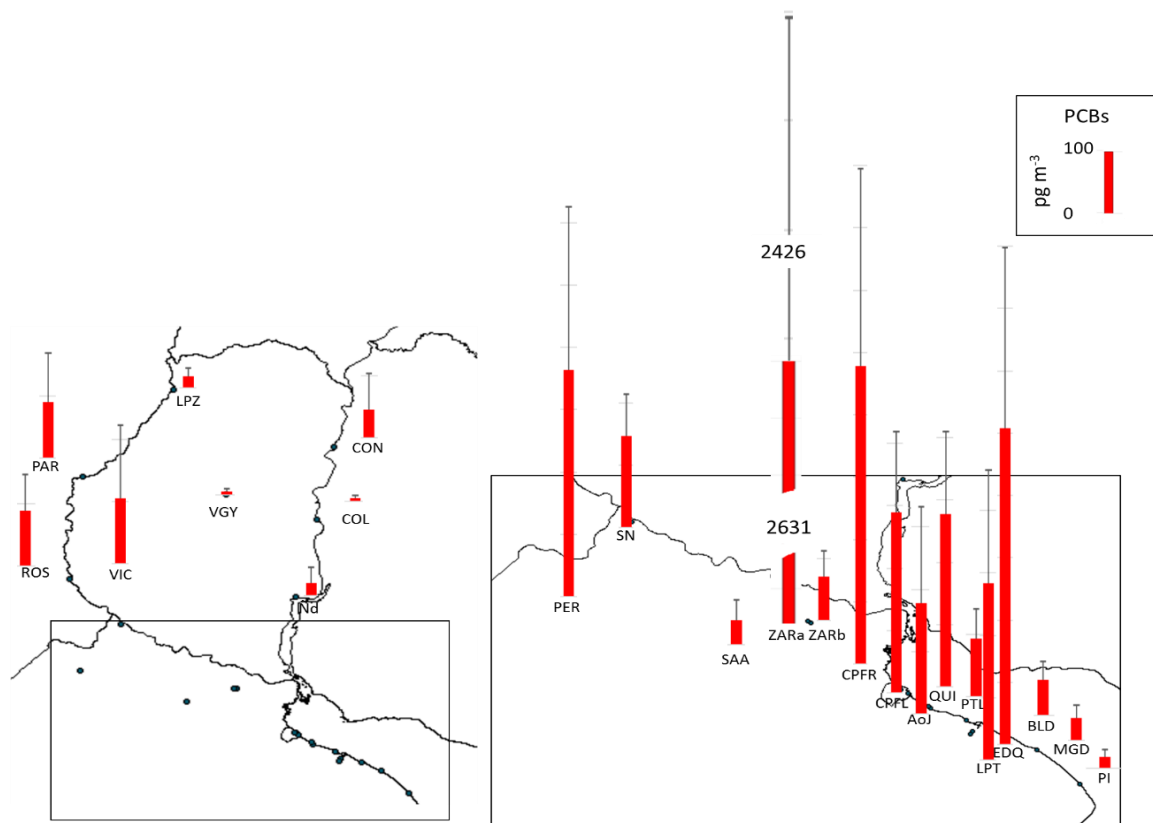 PCBs
100
pg m⁻³
0
2426
LPZ
PAR
CON
VGY
COL
ROS
VIC
Nd
SN
2631
PER
SAA
ZARa
ZARb
CPFR
CPFL
AoJ
QUI
PTL
LPT
EDQ
BLD
MGD
PI